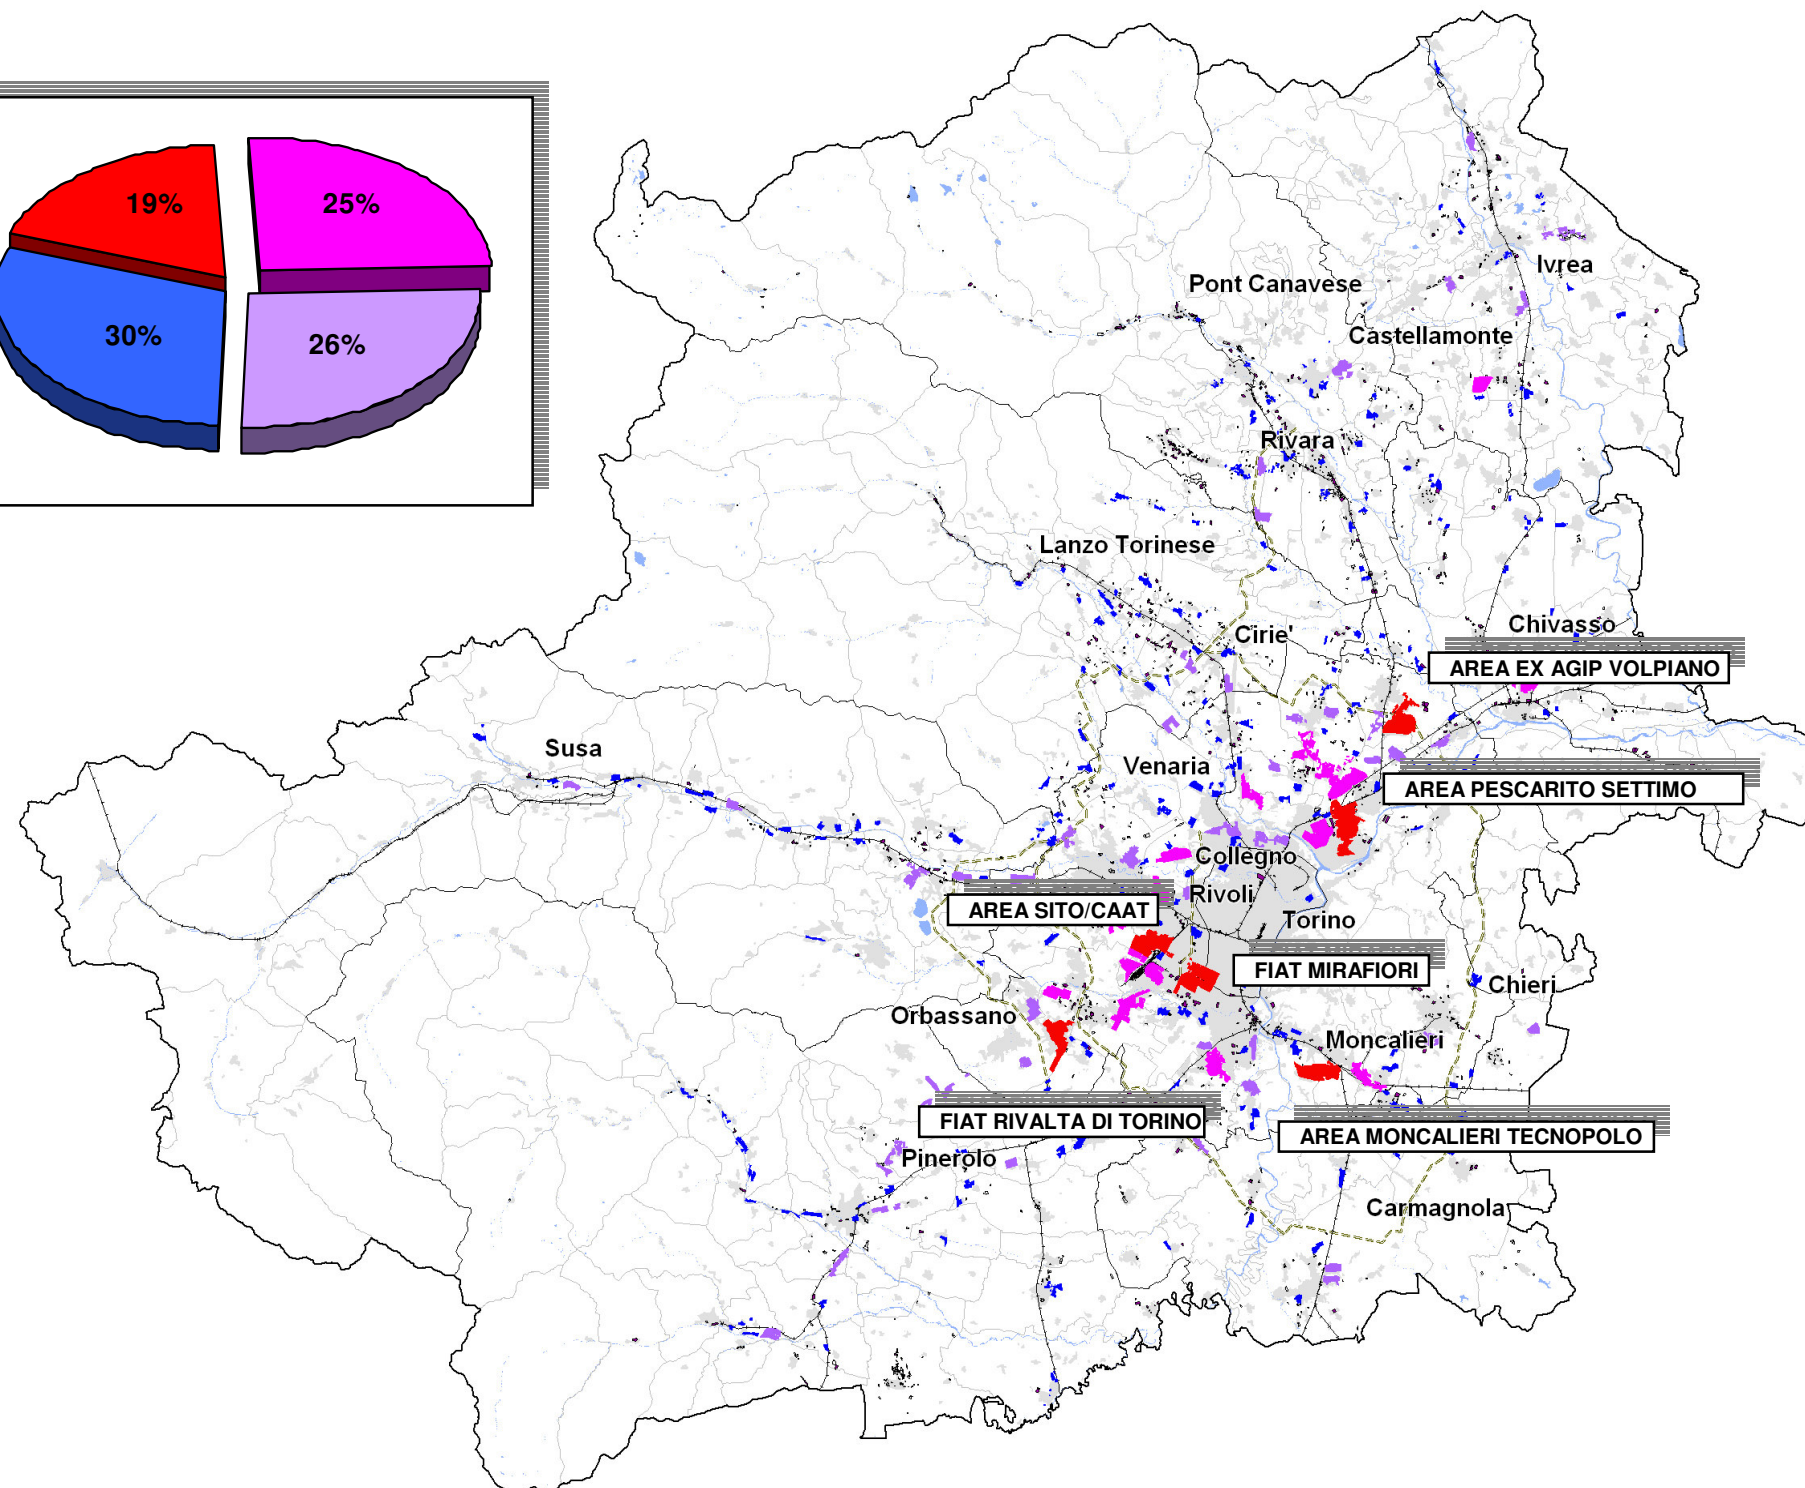 19%
25%
30%
26%
Ivrea
Pont Canavese
Castellamonte
Rivara
Lanzo Torinese
Chivasso
Cirie'
AREA EX AGIP VOLPIANO
Susa
Venaria
AREA PESCARITO SETTIMO
Collegno
Rivoli
AREA SITO/CAAT
Torino
FIAT MIRAFIORI
Chieri
Orbassano
Moncalieri
FIAT RIVALTA DI TORINO
AREA MONCALIERI TECNOPOLO
Pinerolo
Carmagnola